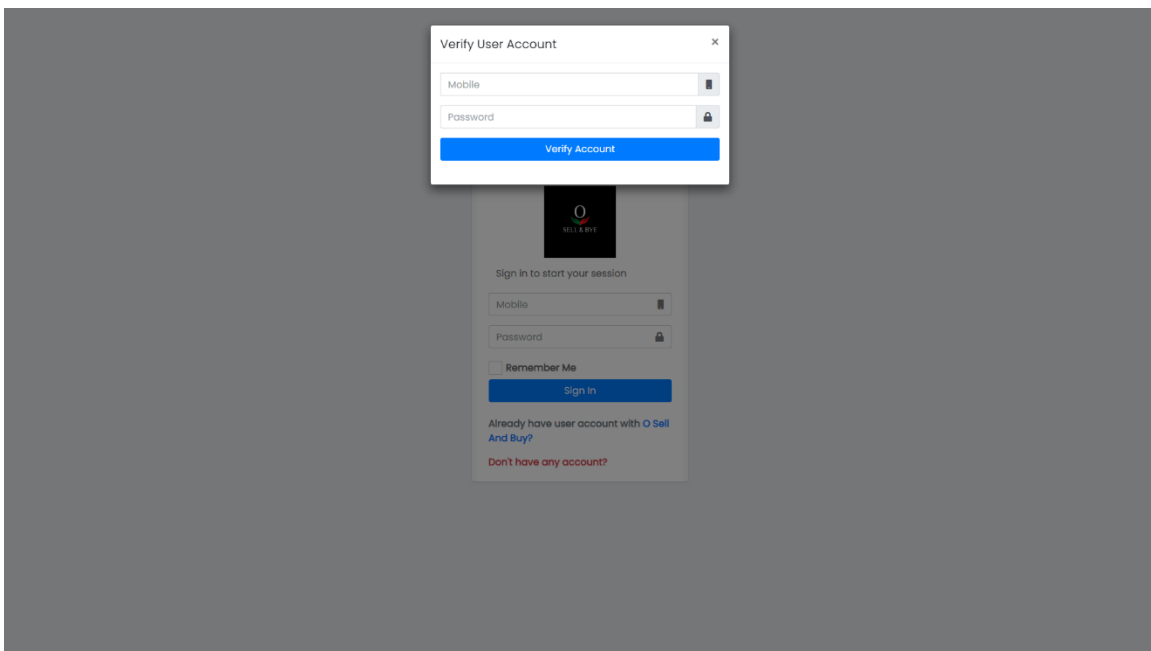 Verify User Account ×
Mobile
Password
Verify Account
O
SELL & BYE
Sign in to start your session
Mobile
Password
Remember Me
Sign In
Already have user account with O Sell
And Buy?
Don't have any account?